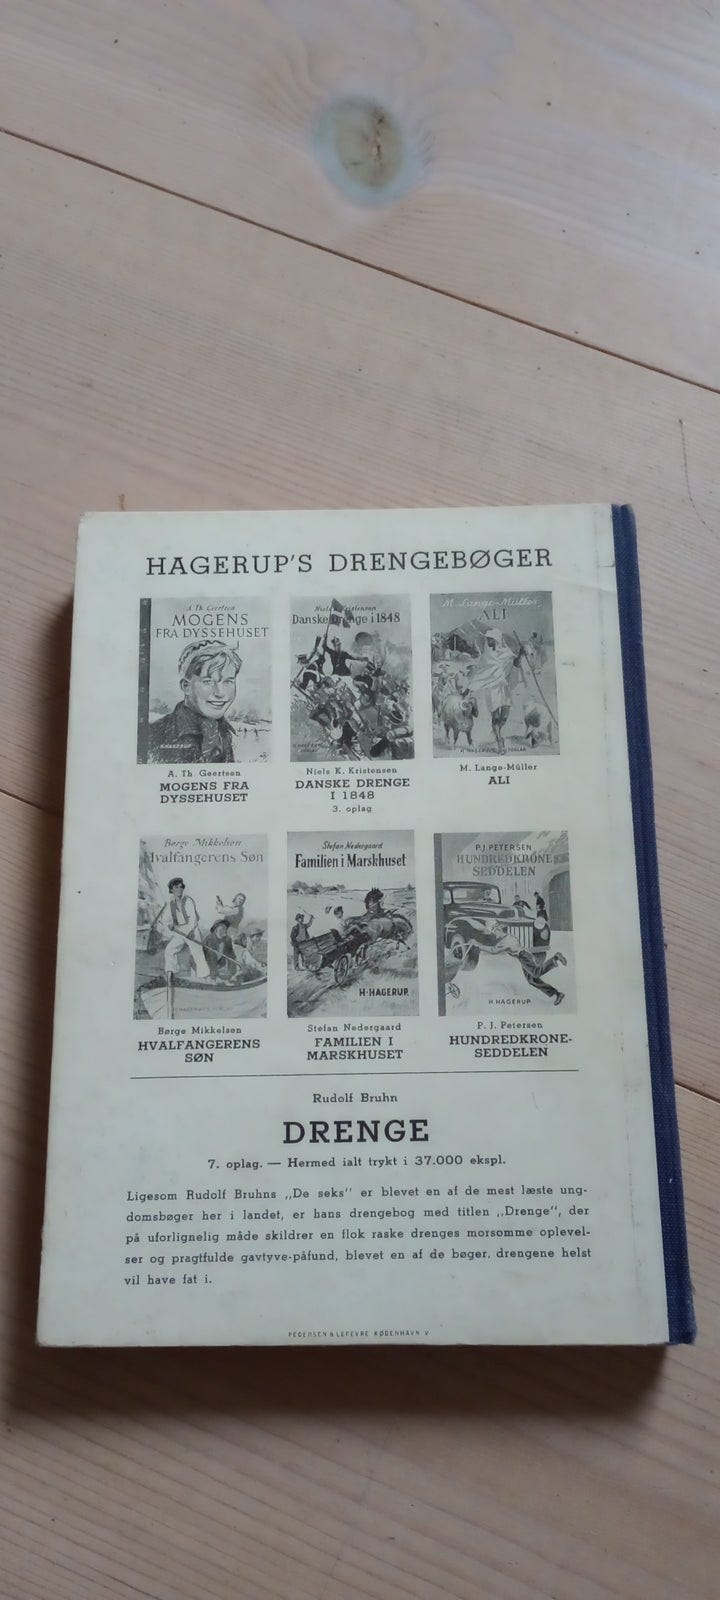 HAGERUP'S DRENGEBØGER
A. Th. Geertsen
MOGENS
FRA DYSSEHUSET
Niels Kristensen
Danske Drenge i 1848
M. Lange-Müller
ALI
A. Th. Geertsen
MOGENS FRA
DYSSEHUSET
Niels K. Kristensen
DANSKE DRENGE
I 1848
3. oplag
M. Lange-Müller
ALI
Børge Mikkelsen
Hvalfangerens Søn
Stefan Nedergaard
Familien i Marskhuset
H. HAGERUP.
P. J. PETERSEN
HUNDREDKRONE
SEDDELEN
H. HAGERUP.
Børge Mikkelsen
HVALFANGERENS
SØN
Stefan Nedergaard
FAMILIEN I
MARSKHUSET
P. J. Petersen
HUNDREDKRONE-
SEDDELEN
Rudolf Bruhn
DRENGE
7. oplag. — Hermed ialt trykt i 37.000 ekspl.
Ligesom Rudolf Bruhns „De seks" er blevet en af de mest læste ung-
domsbøger her i landet, er hans drengebog med titlen „Drenge", der
på uforlignelig måde skildrer en flok raske drenges morsomme oplevel-
ser og pragtfulde gavtyve-påfund, blevet en af de bøger, drengene helst
vil have fat i.
PEDERSEN & LEFEVRE KØBENHAVN V